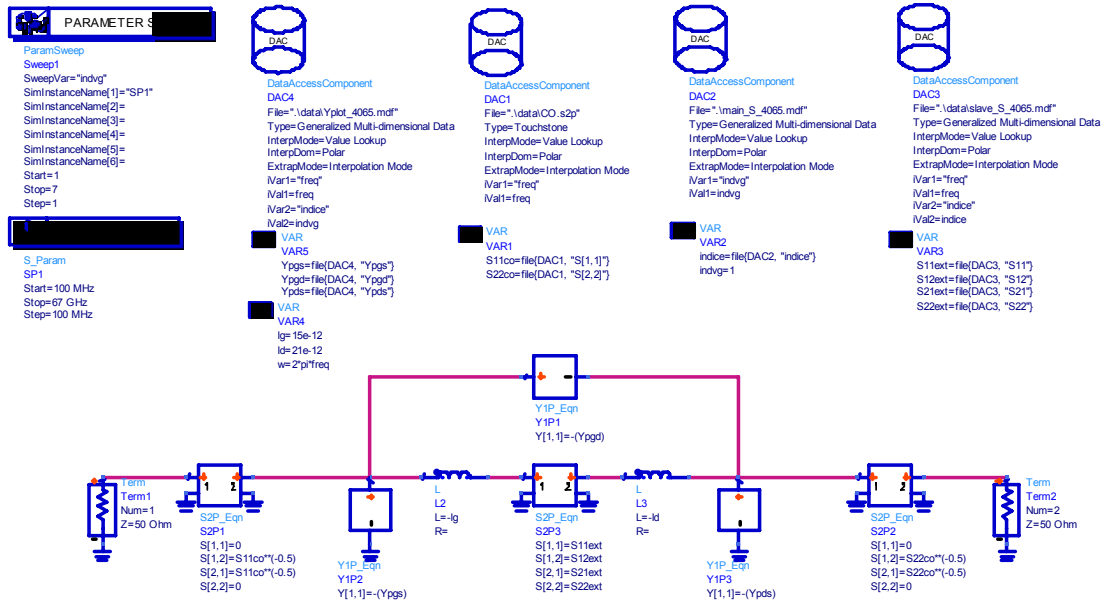 PARAMETER S
ParamSweep
Sweep1
SweepVar="indvg"
SimInstanceName[1]="SP1"
SimInstanceName[2]=
SimInstanceName[3]=
SimInstanceName[4]=
SimInstanceName[5]=
SimInstanceName[6]=
Start=1
Stop=7
Step=1
S_Param
SP1
Start=100 MHz
Stop=67 GHz
Step=100 MHz
DAC
DataAccessComponent
DAC4
File=".\data\Yplot_4065.mdf"
Type=Generalized Multi-dimensional Data
InterpMode=Value Lookup
InterpDom=Polar
ExtrapMode=Interpolation Mode
iVar1="freq"
iVal1=freq
iVar2="indice"
iVal2=indvg
VAR
VAR5
Ypgs=file{DAC4, "Ypgs"}
Ypgd=file{DAC4, "Ypgd"}
Ypds=file{DAC4, "Ypds"}
VAR
VAR4
lg=15e-12
ld=21e-12
w=2*pi*freq
DAC
DataAccessComponent
DAC1
File=".\data\CO.s2p"
Type=Touchstone
InterpMode=Value Lookup
InterpDom=Polar
ExtrapMode=Interpolation Mode
iVar1="freq"
iVal1=freq
VAR
VAR1
S11co=file{DAC1, "S[1,1]"}
S22co=file{DAC1, "S[2,2]"}
DAC
DataAccessComponent
DAC2
File=".\main_S_4065.mdf"
Type=Generalized Multi-dimensional Data
InterpMode=Value Lookup
InterpDom=Polar
ExtrapMode=Interpolation Mode
iVar1="indvg"
iVal1=indvg
VAR
VAR2
indice=file{DAC2, "indice"}
indvg=1
DAC
DataAccessComponent
DAC3
File=".\data\slave_S_4065.mdf"
Type=Generalized Multi-dimensional Data
InterpMode=Value Lookup
InterpDom=Polar
ExtrapMode=Interpolation Mode
iVar1="freq"
iVal1=freq
iVar2="indice"
iVal2=indice
VAR
VAR3
S11ext=file{DAC3, "S11"}
S12ext=file{DAC3, "S12"}
S21ext=file{DAC3, "S21"}
S22ext=file{DAC3, "S22"}
Y1P_Eqn
Y1P1
Y[1,1]=-(Ypgd)
Term
Term1
Num=1
Z=50 Ohm
1 2
S2P_Eqn
S2P1
S[1,1]=0
S[1,2]=S11co**(-0.5)
S[2,1]=S11co**(-0.5)
S[2,2]=0
Y1P_Eqn
Y1P2
Y[1,1]=-(Ypgs)
L
L2
L=-lg
R=
1 2
S2P_Eqn
S2P3
S[1,1]=S11ext
S[1,2]=S12ext
S[2,1]=S21ext
S[2,2]=S22ext
L
L3
L=-ld
R=
Y1P_Eqn
Y1P3
Y[1,1]=-(Ypds)
2 1
S2P_Eqn
S2P2
S[1,1]=0
S[1,2]=S22co**(-0.5)
S[2,1]=S22co**(-0.5)
S[2,2]=0
Term
Term2
Num=2
Z=50 Ohm